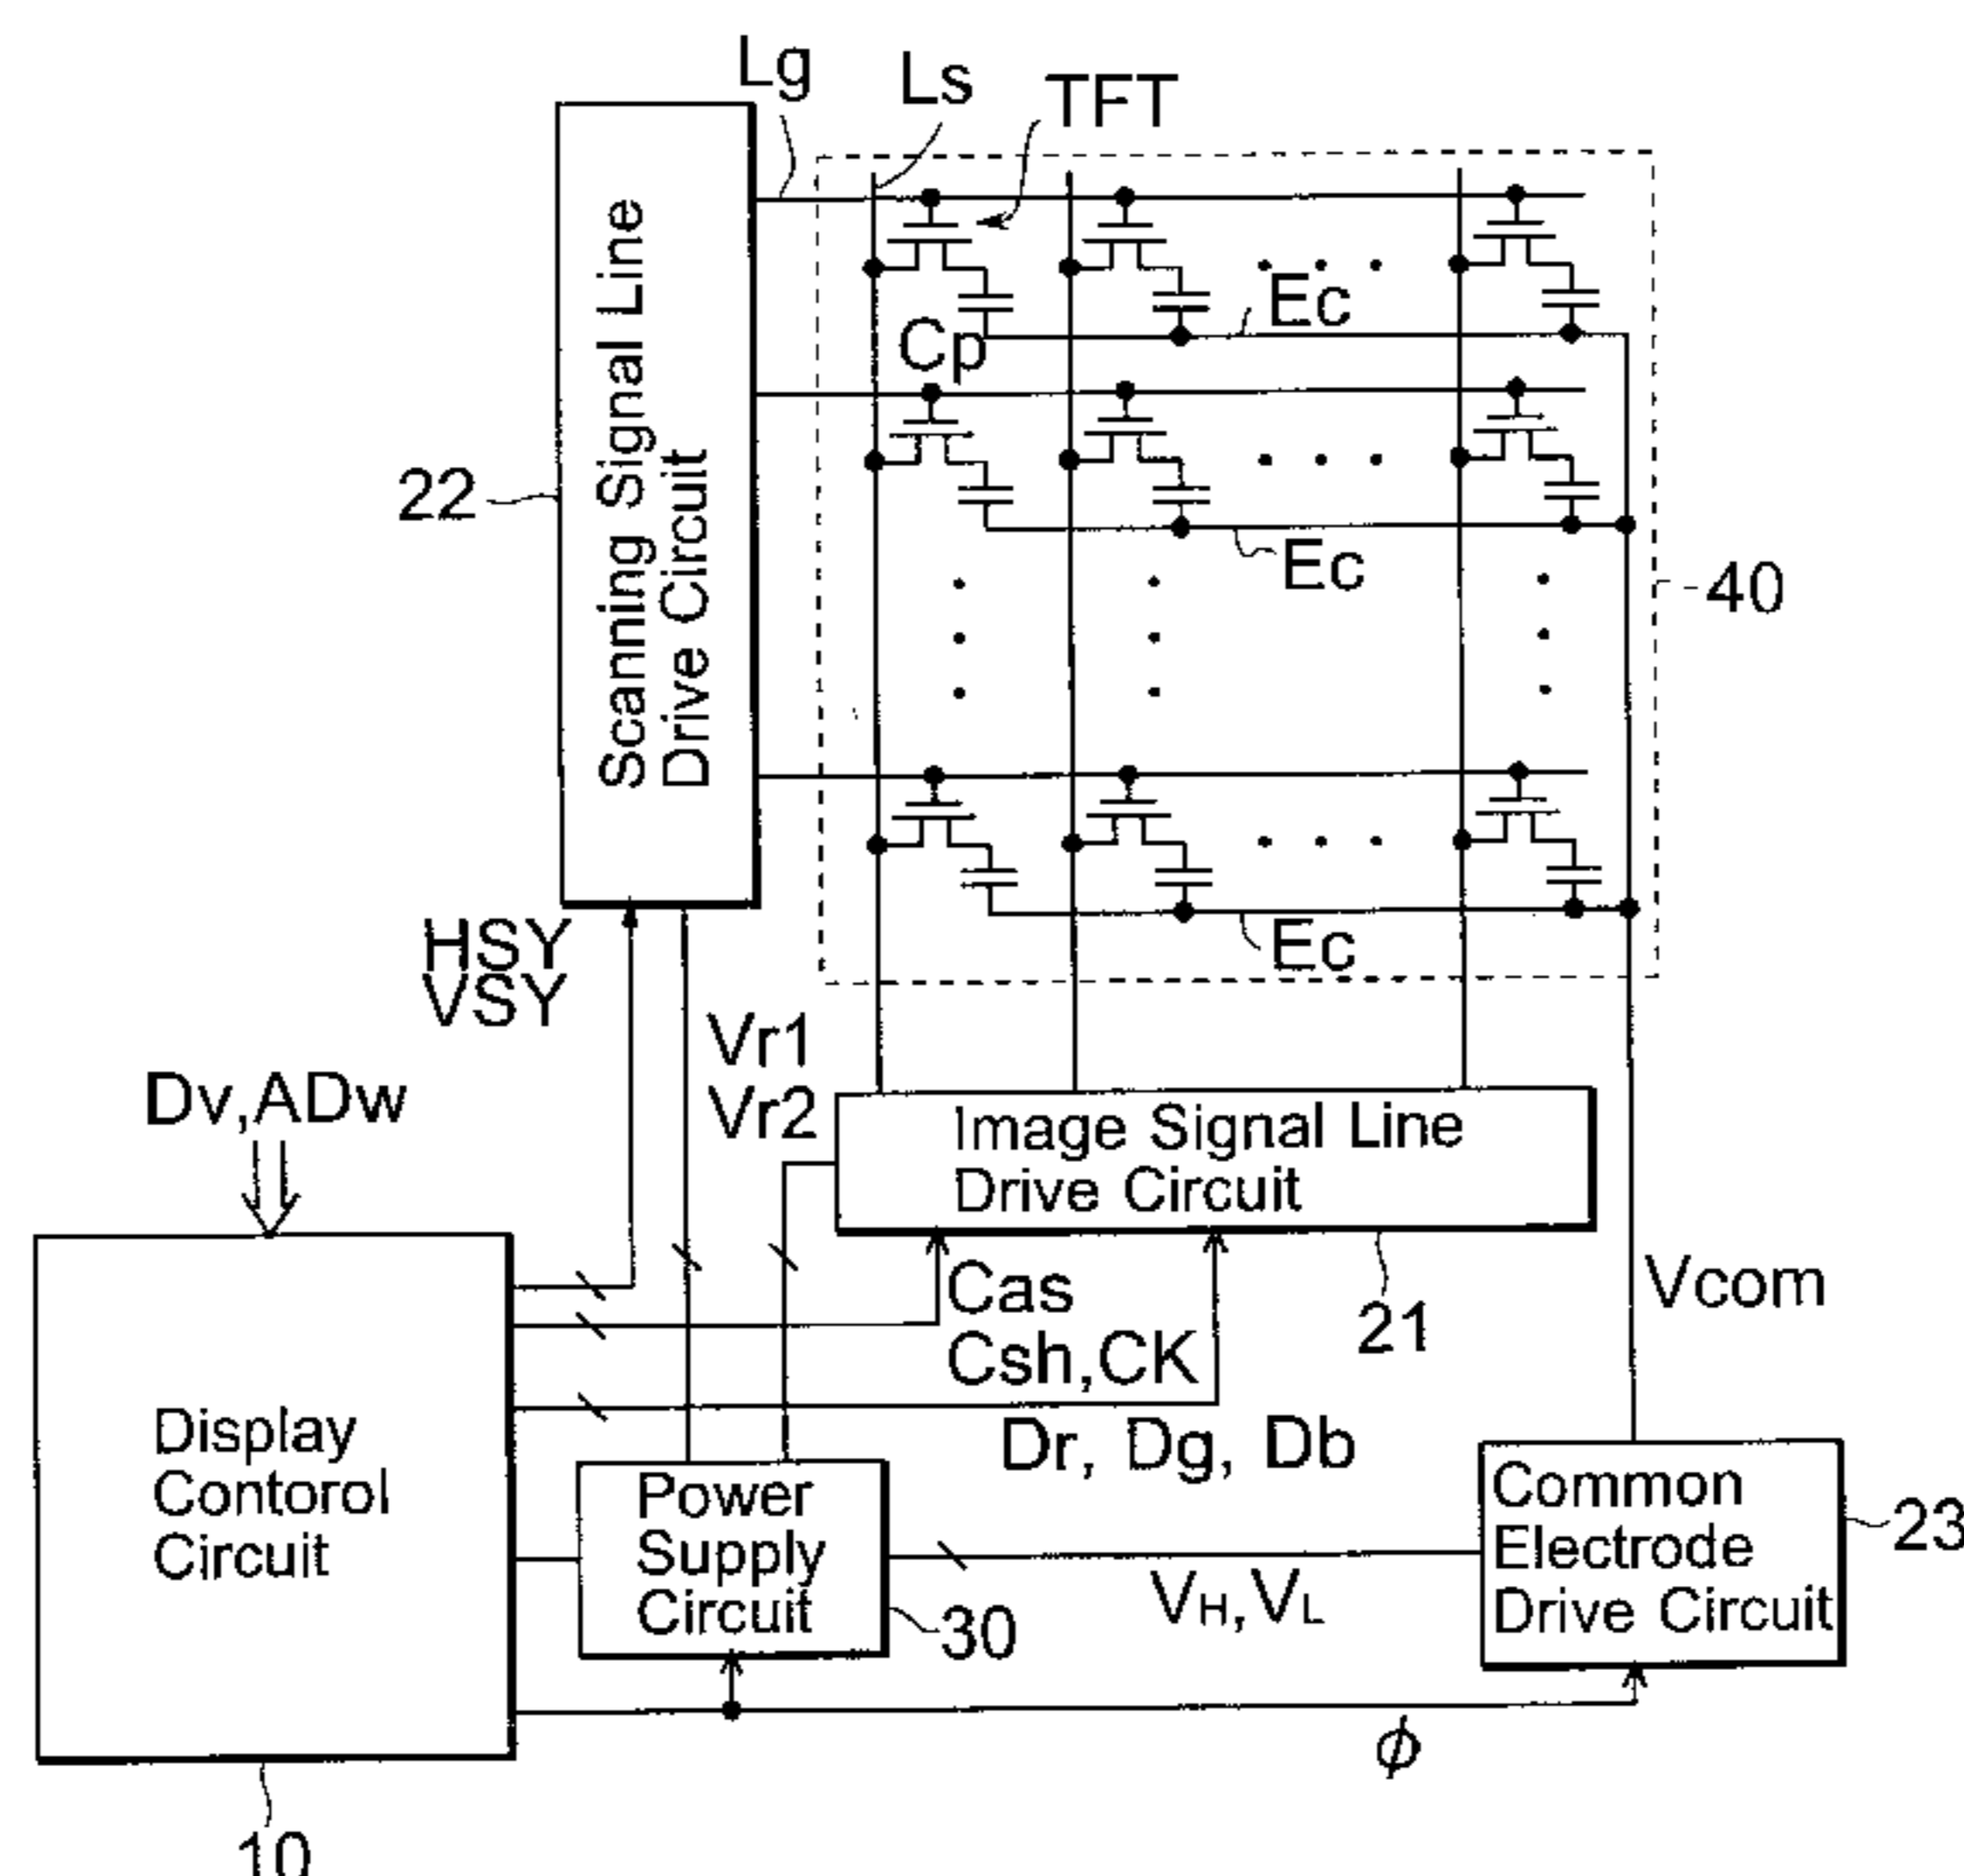 Lg
Ls
TFT
Scanning Signal Line
Drive Circuit
22
Cp
Ec
Ec
40
Ec
HSY
VSY
Vr1
Vr2
Dv,ADw
Image Signal Line
Drive Circuit
Cas
Csh,CK
21
Vcom
Dr, Dg, Db
Display
Contorol
Circuit
Power
Supply
Circuit
30
VH,VL
Common
Electrode
Drive Circuit
23
ϕ
10